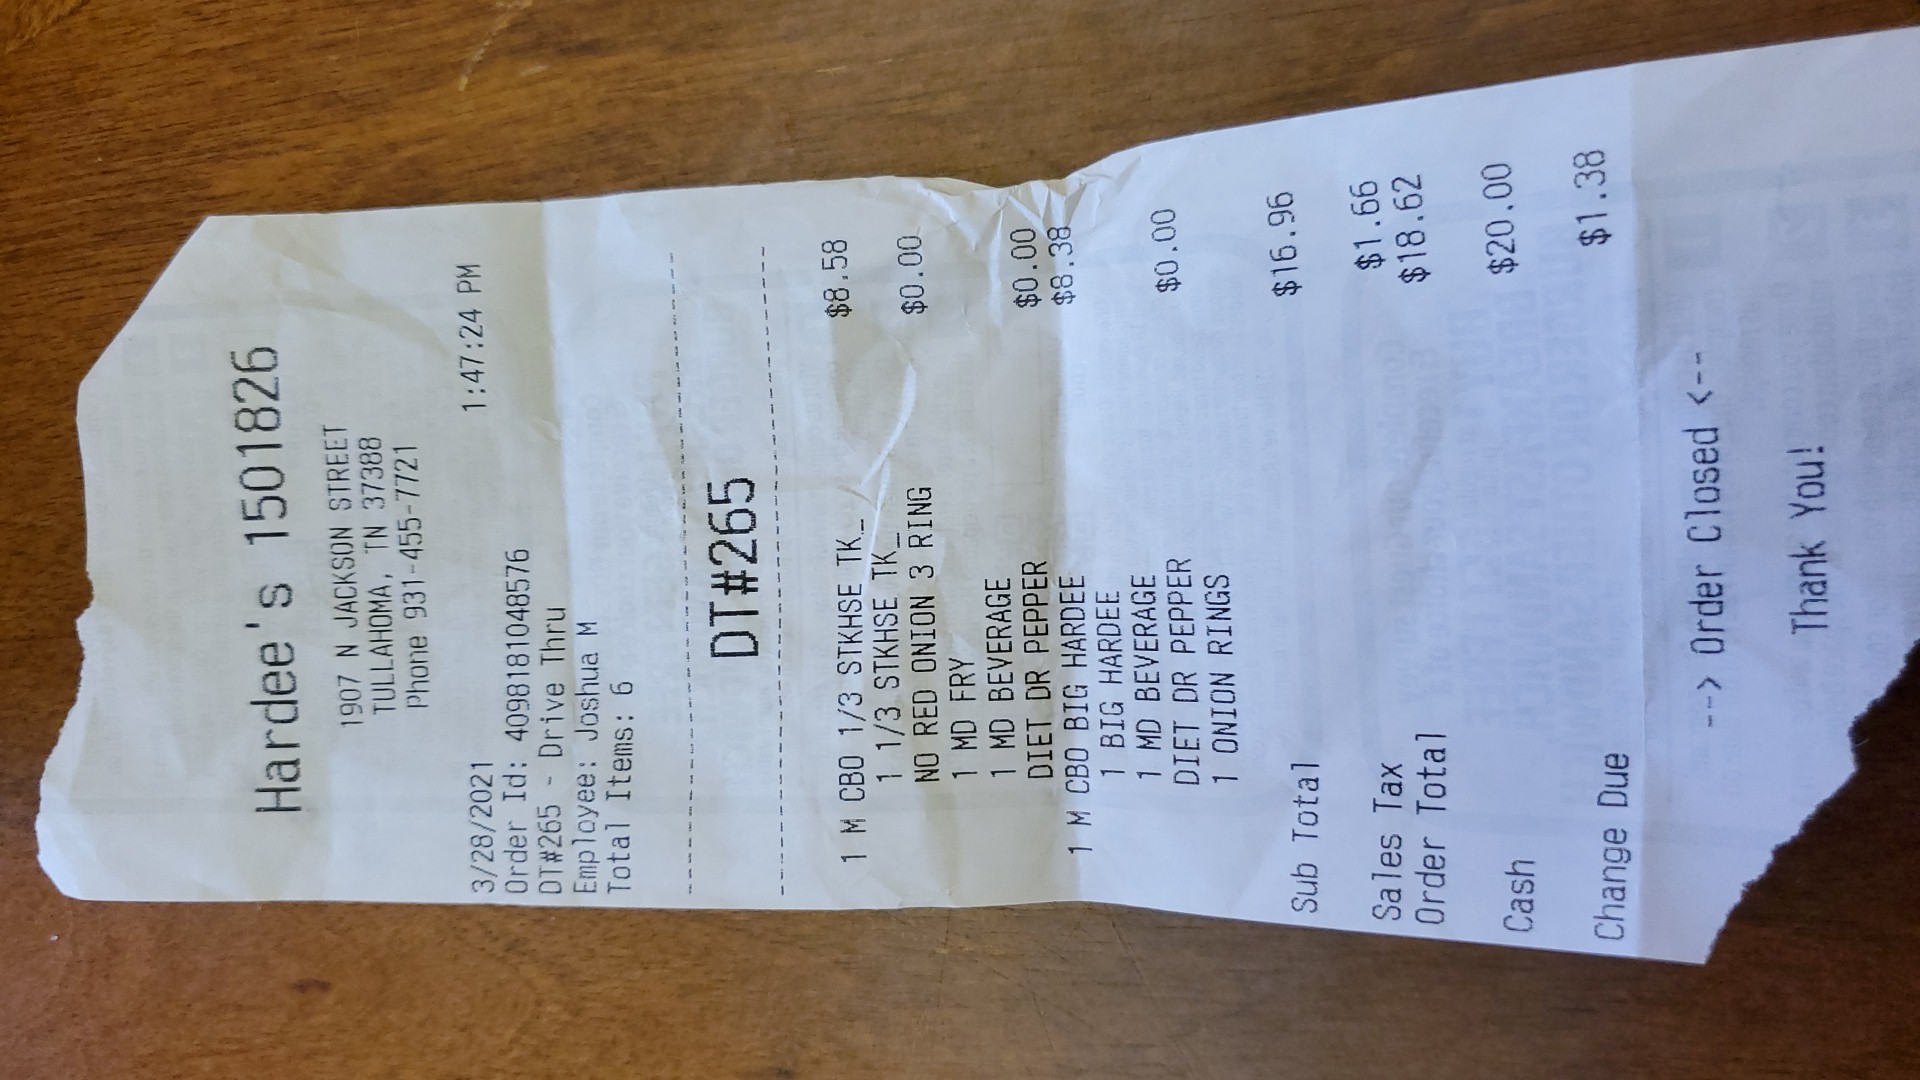 Hardee's 1501826
1907 N JACKSON STREET
TULLAHOMA, TN 37388
Phone 931-455-7721
3/28/2021 1:47:24 PM
Order Id: 4098181048576
DT#265 - Drive Thru
Employee: Joshua M
Total Items: 6
DT#265
1 M CBO 1/3 STKHSE TK_ $8.58
1 1/3 STKHSE TK_
NO RED ONION 3 RING $0.00
1 MD FRY
1 MD BEVERAGE
DIET DR PEPPER $0.00
1 M CBO BIG HARDEE $8.38
1 BIG HARDEE
1 MD BEVERAGE
DIET DR PEPPER $0.00
1 ONION RINGS
Sub Total $16.96
Sales Tax $1.66
Order Total $18.62
Cash $20.00
Change Due $1.38
--> Order Closed <--
Thank You!